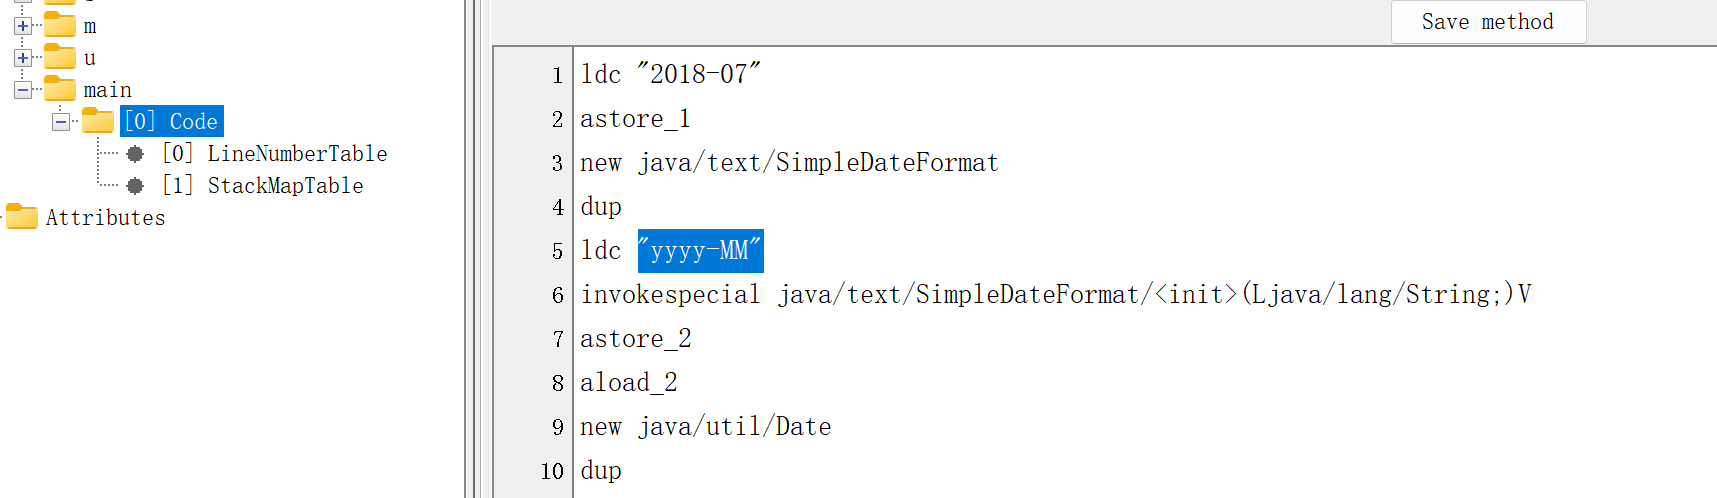 m
u
main
[0] Code
[0] LineNumberTable
[1] StackMapTable
Attributes
Save method
1 ldc "2018-07"
2 astore_1
3 new java/text/SimpleDateFormat
4 dup
5 ldc "yyyy-MM"
6 invokespecial java/text/SimpleDateFormat/<init>(Ljava/lang/String;)V
7 astore_2
8 aload_2
9 new java/util/Date
10 dup